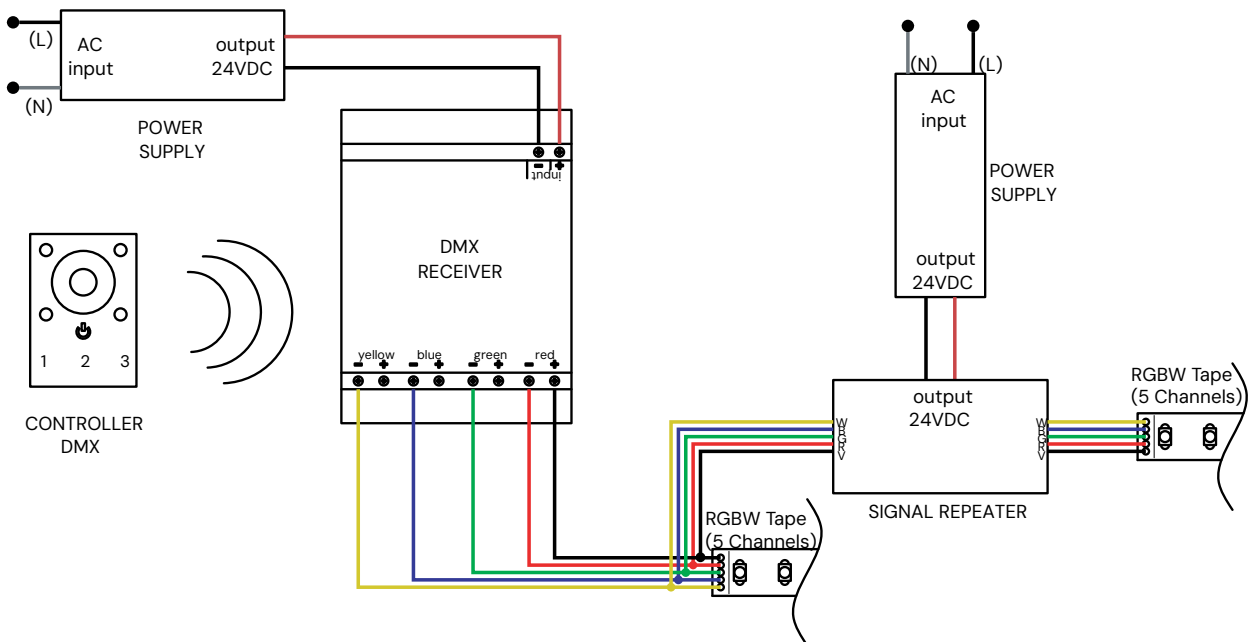 (L)
AC
input
output
24VDC
(N)
POWER
SUPPLY
input
DMX
RECEIVER
1 2 3
CONTROLLER
DMX
yellow blue green red
(N) (L)
AC
input
POWER
SUPPLY
output
24VDC
output
24VDC
W
B
G
R
V
W
B
G
R
V
SIGNAL REPEATER
RGBW Tape
(5 Channels)
RGBW Tape
(5 Channels)